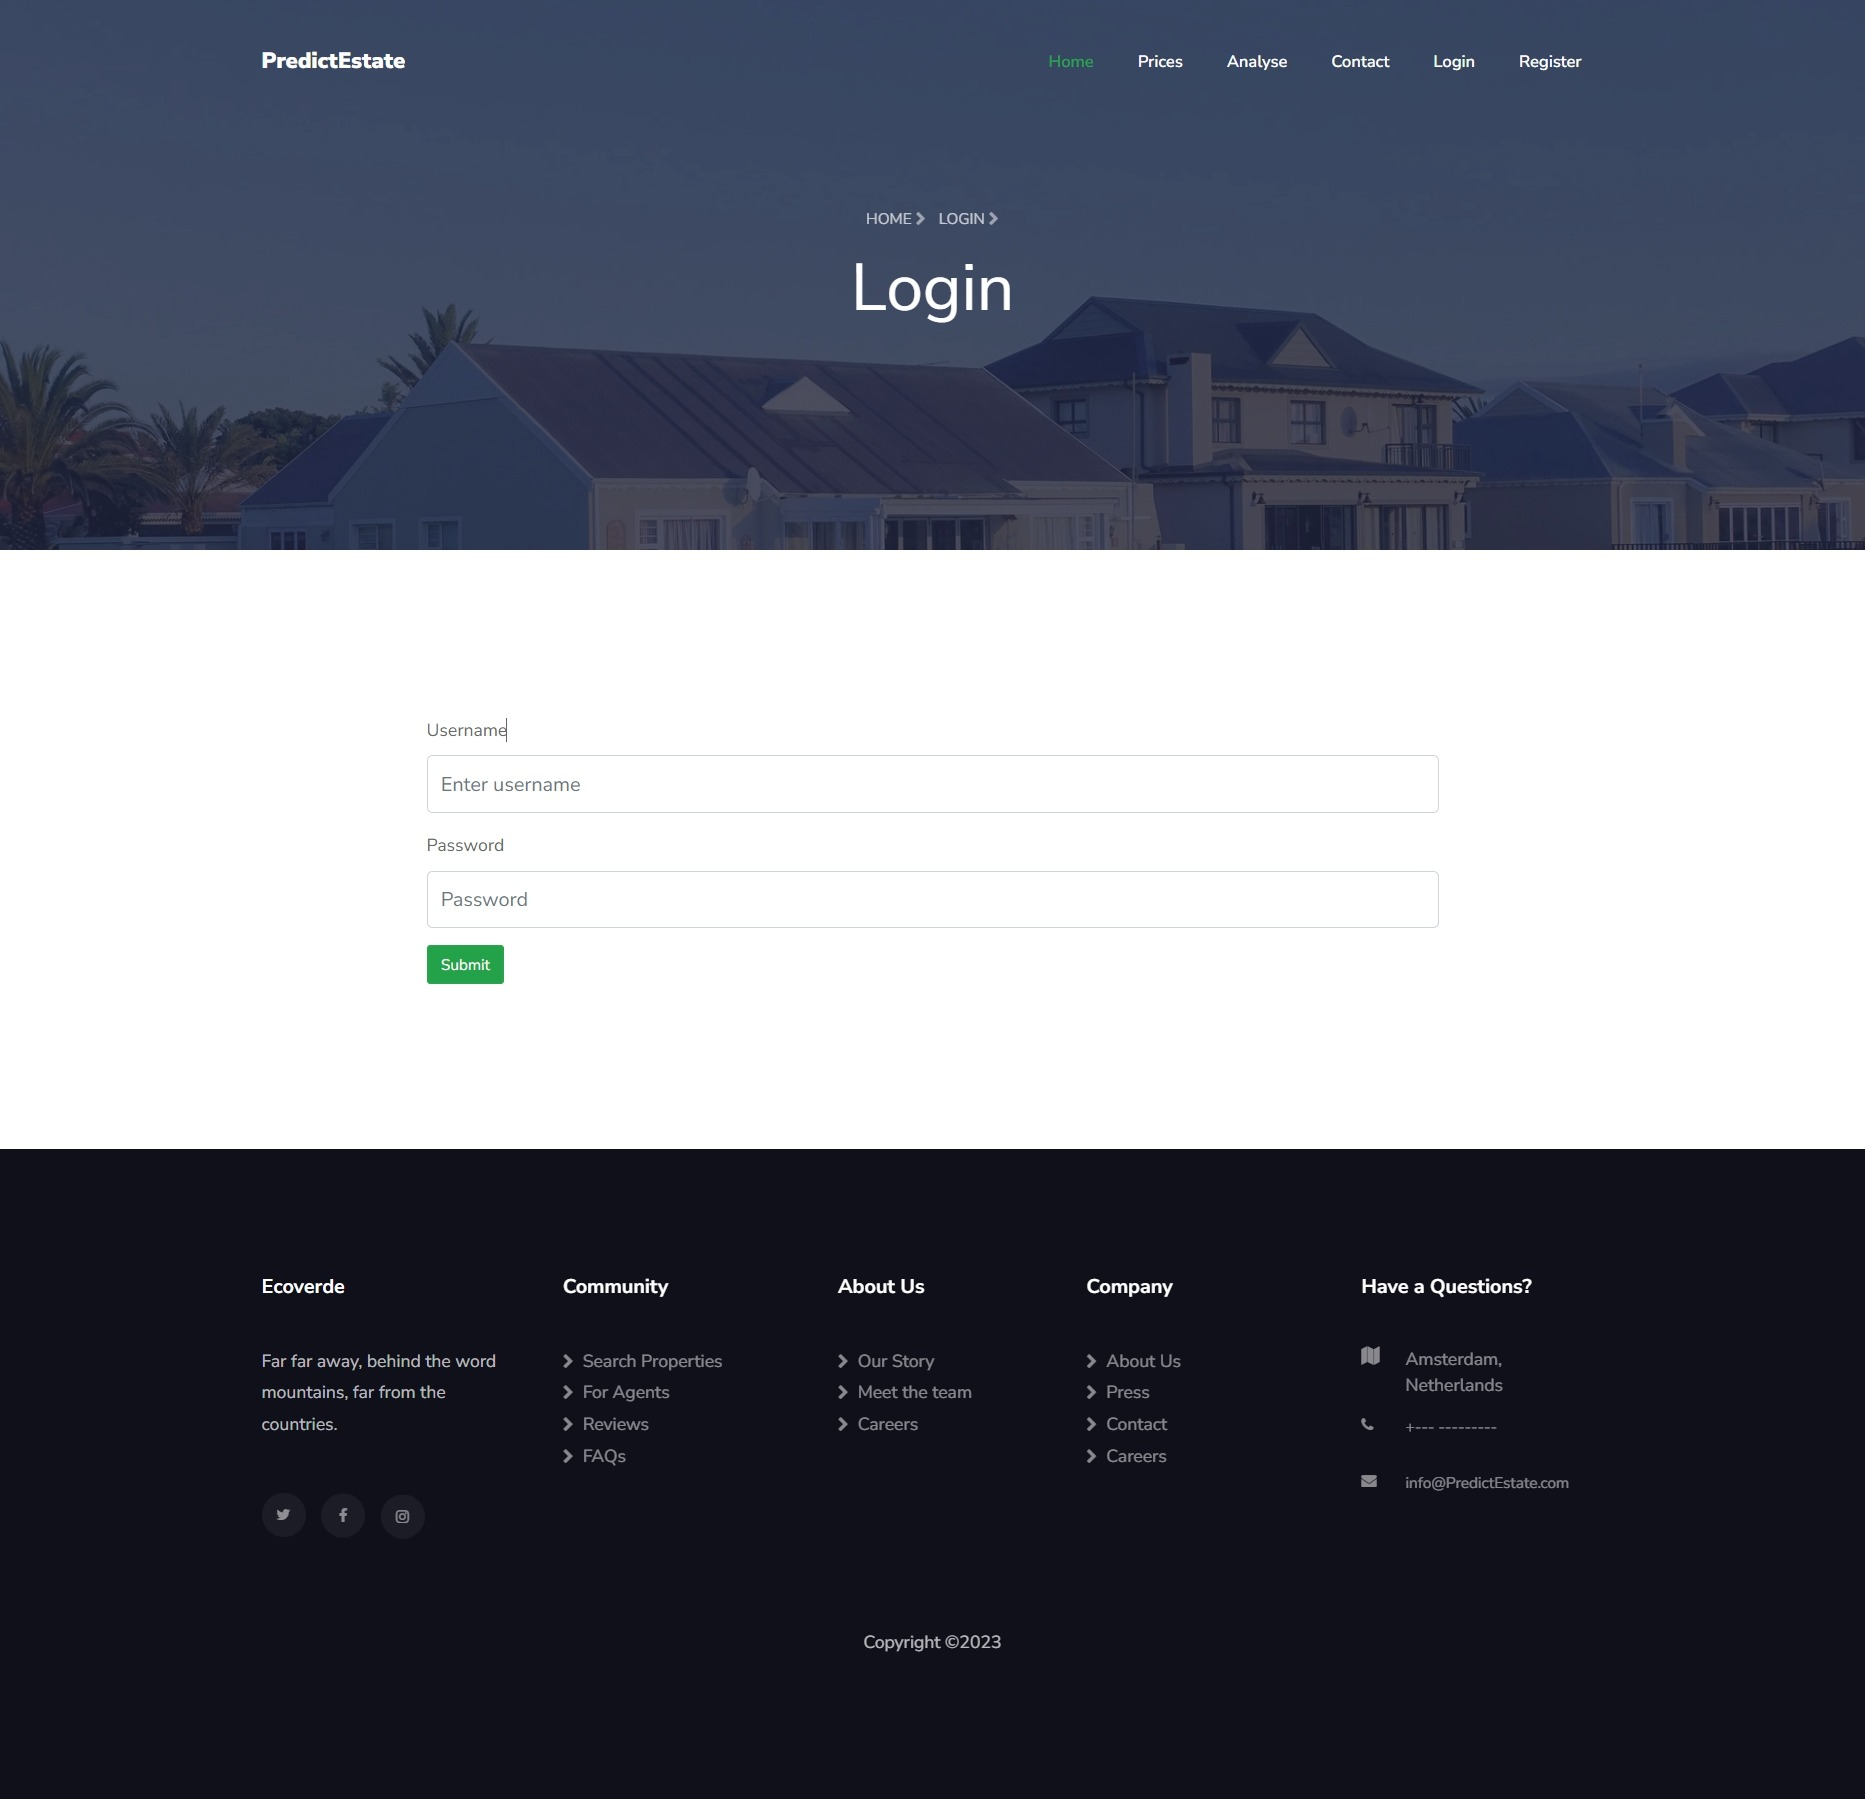 PredictEstate
Home Prices Analyse Contact Login Register
HOME LOGIN
Login
Username
Enter username
Password
Password
Submit
Ecoverde
Far far away, behind the word
mountains, far from the
countries.
Community
Search Properties
For Agents
Reviews
FAQs
About Us
Our Story
Meet the team
Careers
Company
About Us
Press
Contact
Careers
Have a Questions?
Amsterdam,
Netherlands
+--- ---------
info@PredictEstate.com
Copyright ©2023